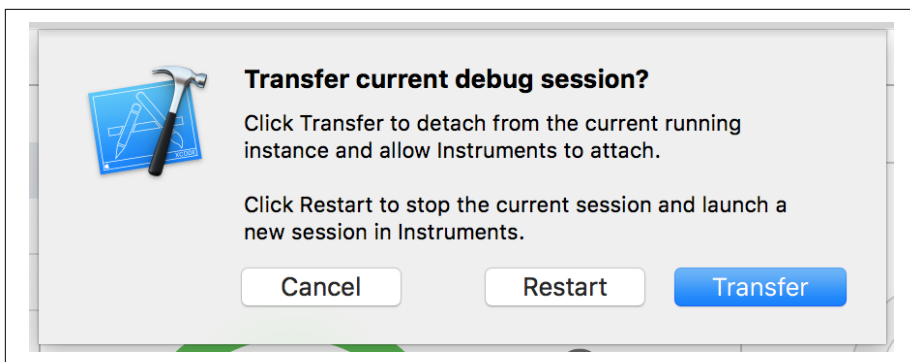 Transfer current debug session?
Click Transfer to detach from the current running
instance and allow Instruments to attach.
Click Restart to stop the current session and launch a
new session in Instruments.
XCODE
Cancel
Restart
Transfer